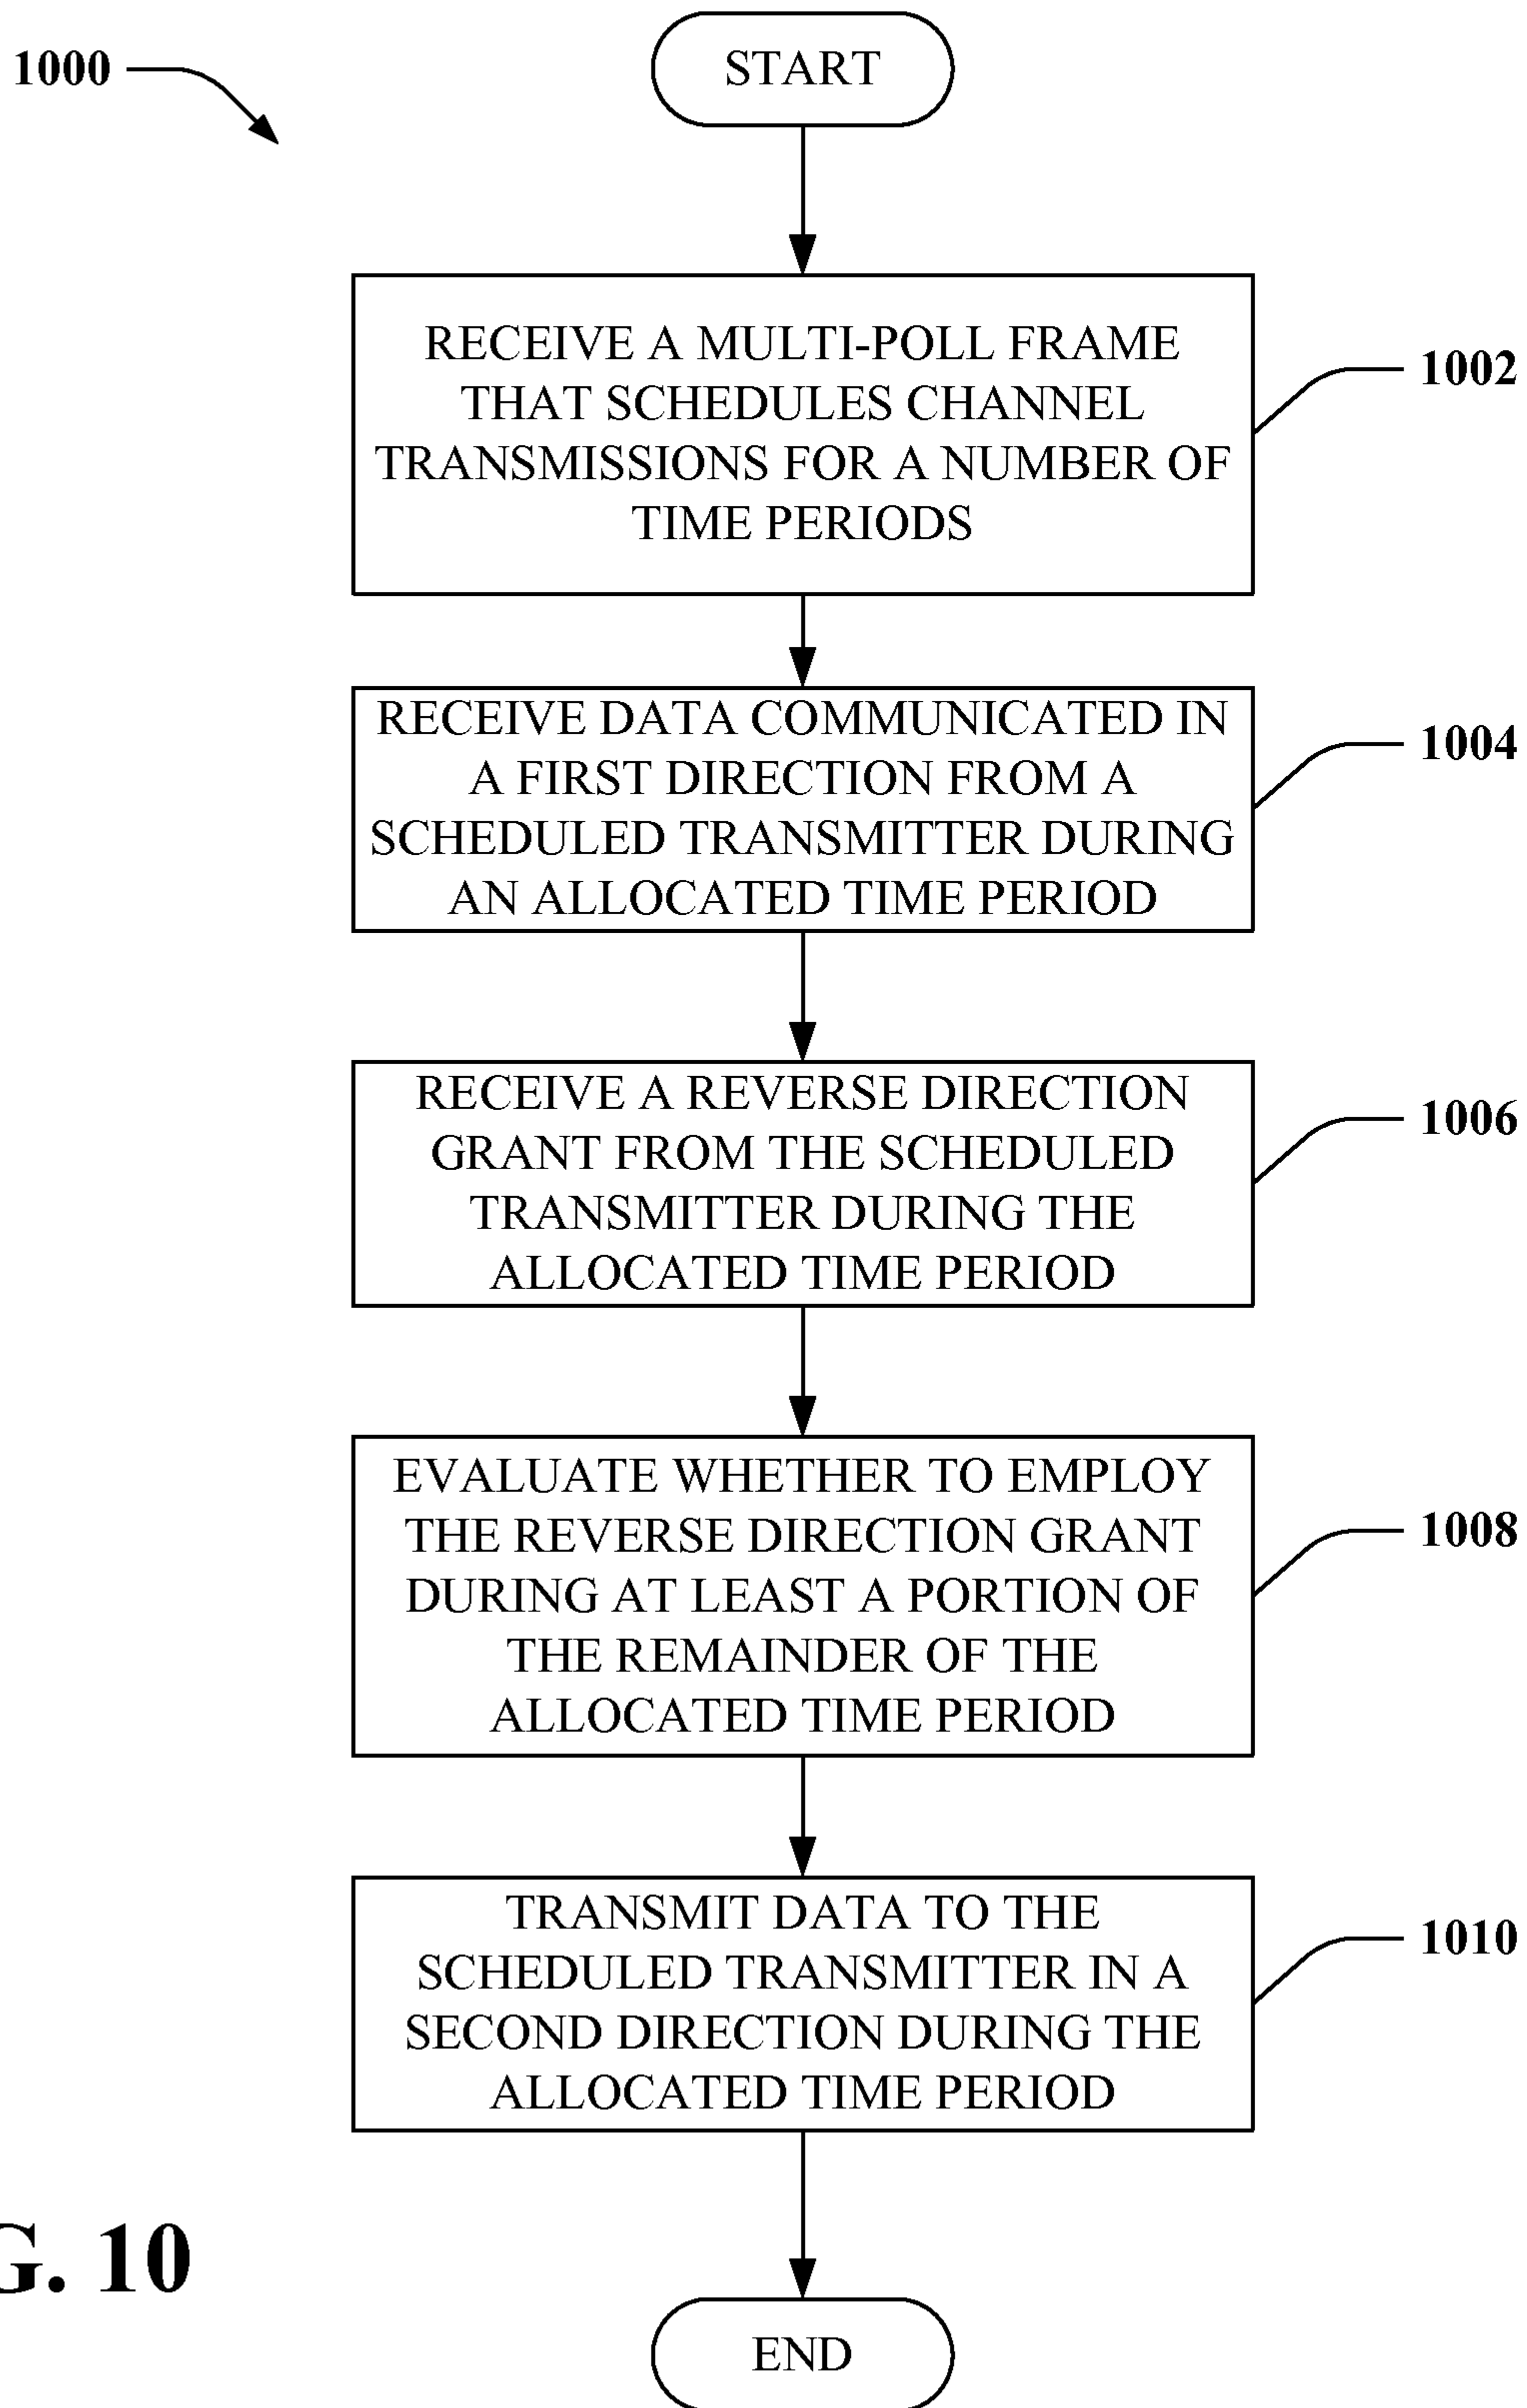 START
1000
RECEIVE A MULTI-POLL FRAME
THAT SCHEDULES CHANNEL
TRANSMISSIONS FOR A NUMBER OF
TIME PERIODS
1002
RECEIVE DATA COMMUNICATED IN
A FIRST DIRECTION FROM A
SCHEDULED TRANSMITTER DURING
AN ALLOCATED TIME PERIOD
1004
RECEIVE A REVERSE DIRECTION
GRANT FROM THE SCHEDULED
TRANSMITTER DURING THE
ALLOCATED TIME PERIOD
1006
EVALUATE WHETHER TO EMPLOY
THE REVERSE DIRECTION GRANT
DURING AT LEAST A PORTION OF
THE REMAINDER OF THE
ALLOCATED TIME PERIOD
1008
TRANSMIT DATA TO THE
SCHEDULED TRANSMITTER IN A
SECOND DIRECTION DURING THE
ALLOCATED TIME PERIOD
1010
G. 10
END